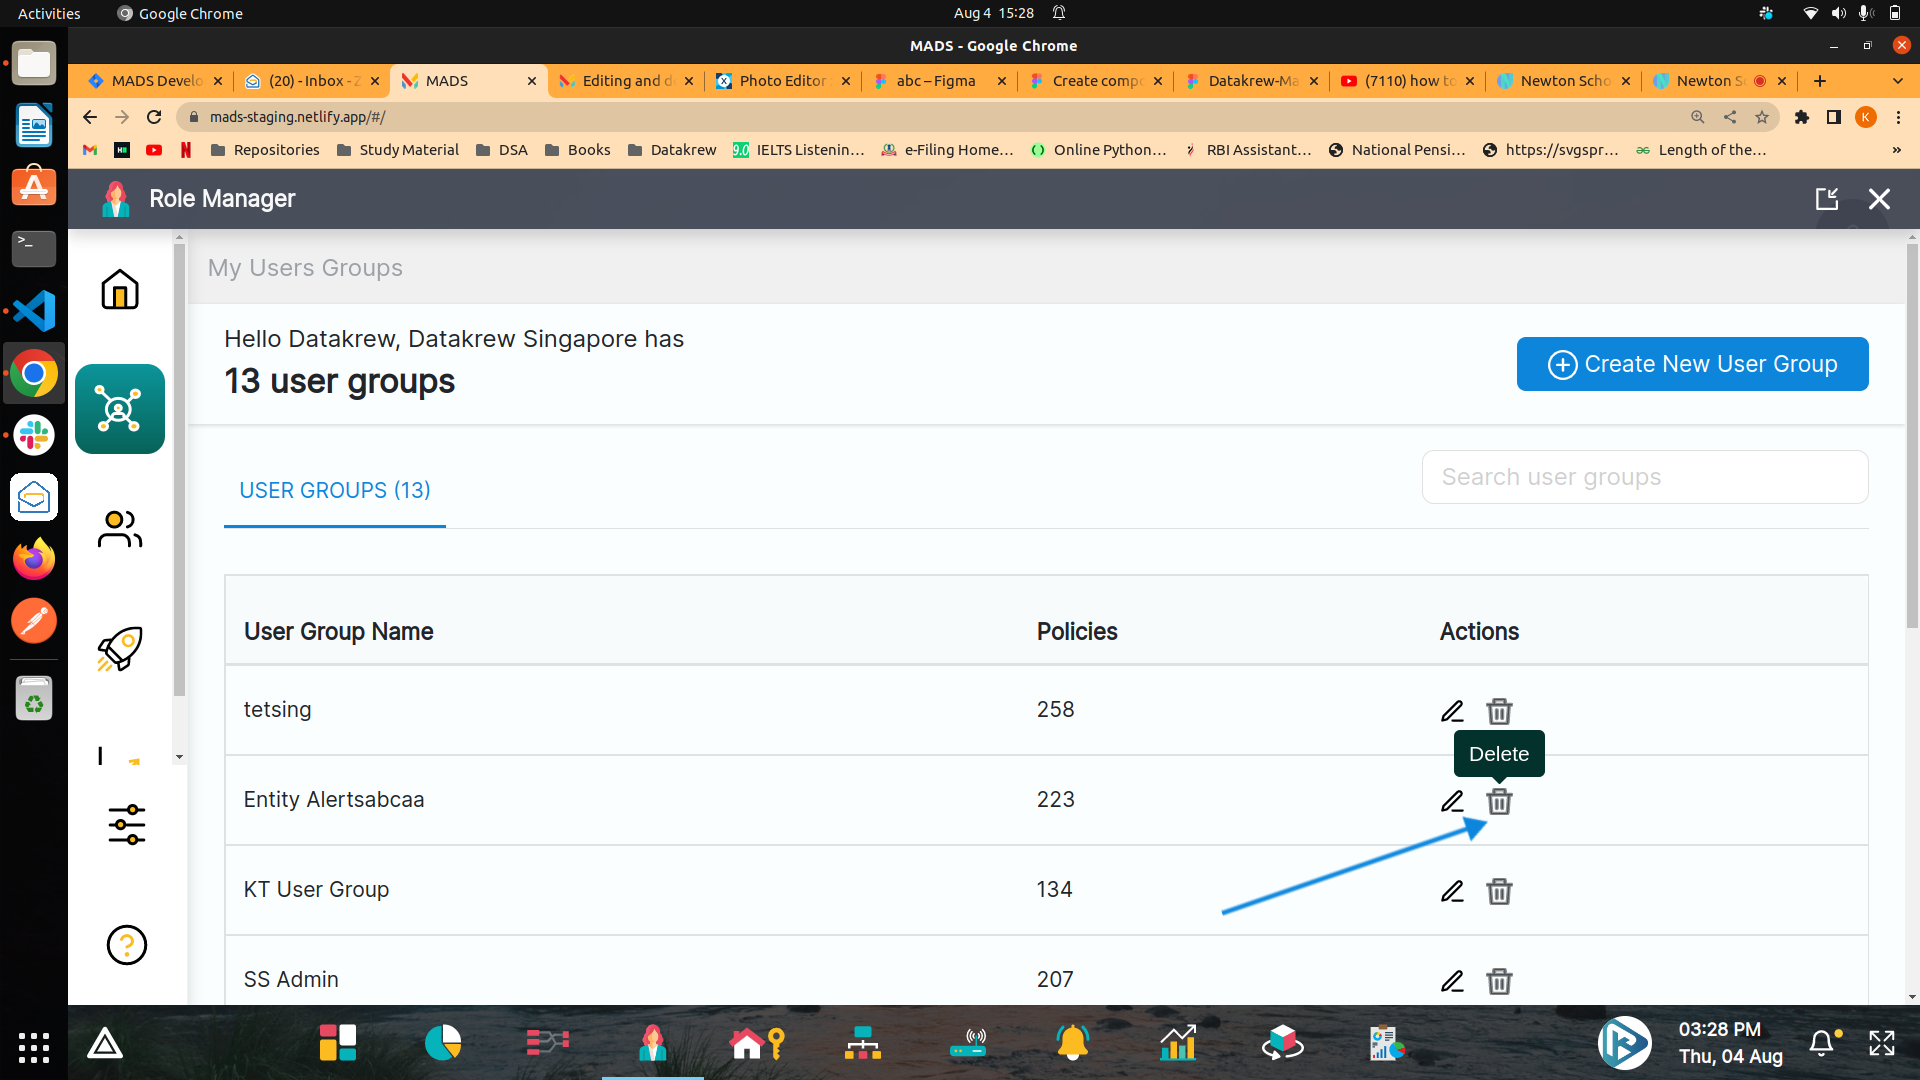 Activities
Google Chrome
Aug 4 15:28
MADS - Google Chrome
MADS Develo
(20) - Inbox - Z
MADS
Editing and d
Photo Editor
abc – Figma
Create comp
Datakrew-Ma
(7110) how to
Newton Scho
Newton S
mads-staging.netlify.app/#/
K
Repositories
Study Material
DSA
Books
Datakrew
9.0 IELTS Listenin...
e-Filing Home...
Online Python...
RBI Assistant...
National Pensi...
https://svgspr...
Length of the...
»
Role Manager
My Users Groups
Hello Datakrew, Datakrew Singapore has
13 user groups
Create New User Group
USER GROUPS (13)
Search user groups
User Group Name Policies Actions
tetsing 258
Delete
Entity Alertsabcaa 223
KT User Group 134
SS Admin 207
03:28 PM
Thu, 04 Aug